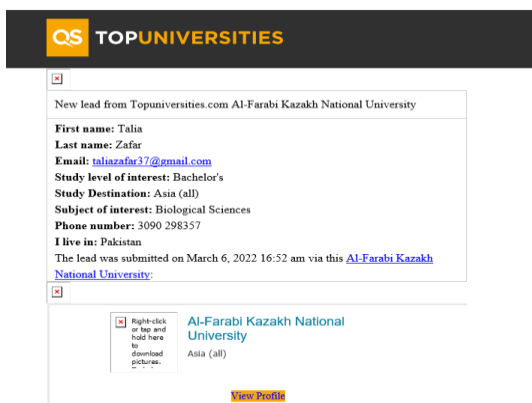 QS TOPUNIVERSITIES
New lead from Topuniversities.com Al-Farabi Kazakh National University
First name: Talia
Last name: Zafar
Email: taliazafar37@gmail.com
Study level of interest: Bachelor's
Study Destination: Asia (all)
Subject of interest: Biological Sciences
Phone number: 3090 298357
I live in: Pakistan
The lead was submitted on March 6, 2022 16:52 am via this Al-Farabi Kazakh
National University:
Right-click
or tap and
hold here
to
download
pictures.
Al-Farabi Kazakh National
University
Asia (all)
View Profile